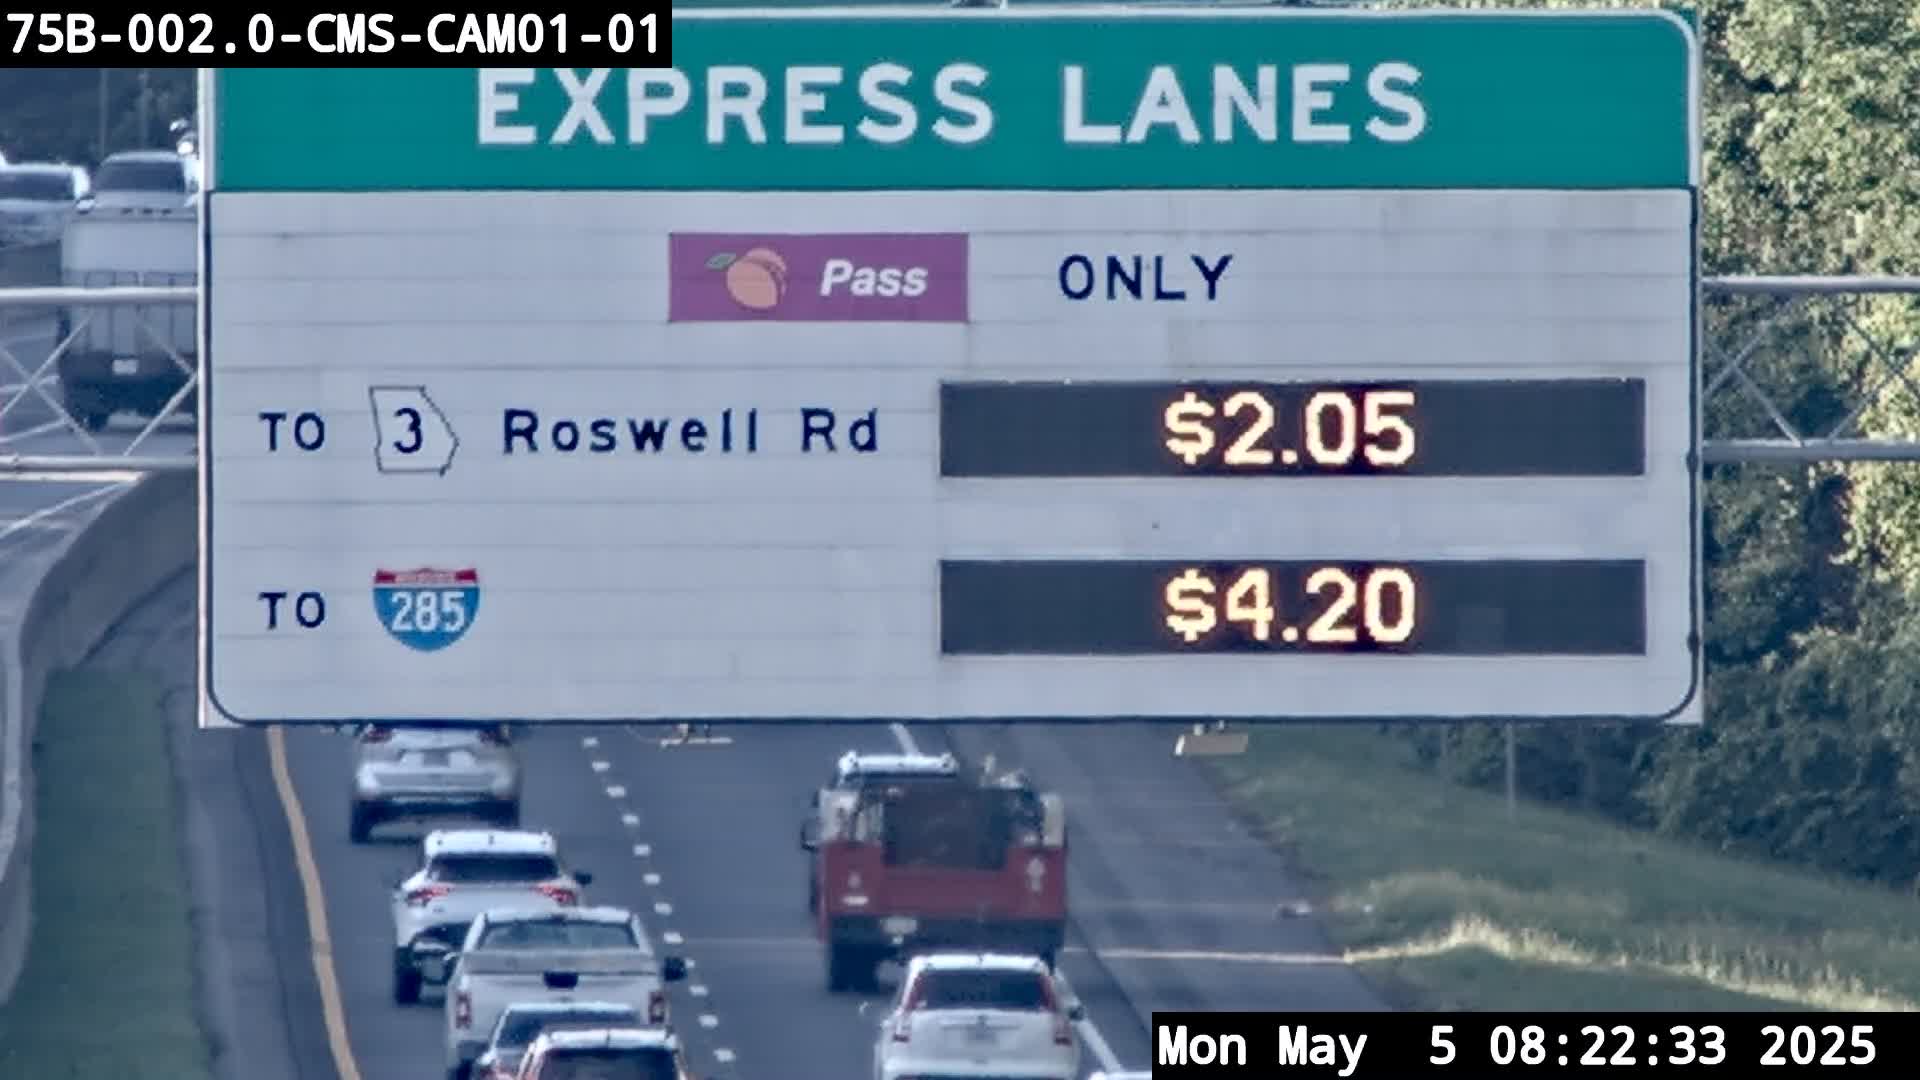 75B-002.0-CMS-CAM01-01
EXPRESS LANES
Pass ONLY
TO 3 Roswell Rd $2.05
TO 285 $4.20
Mon May 5 08:22:33 2025